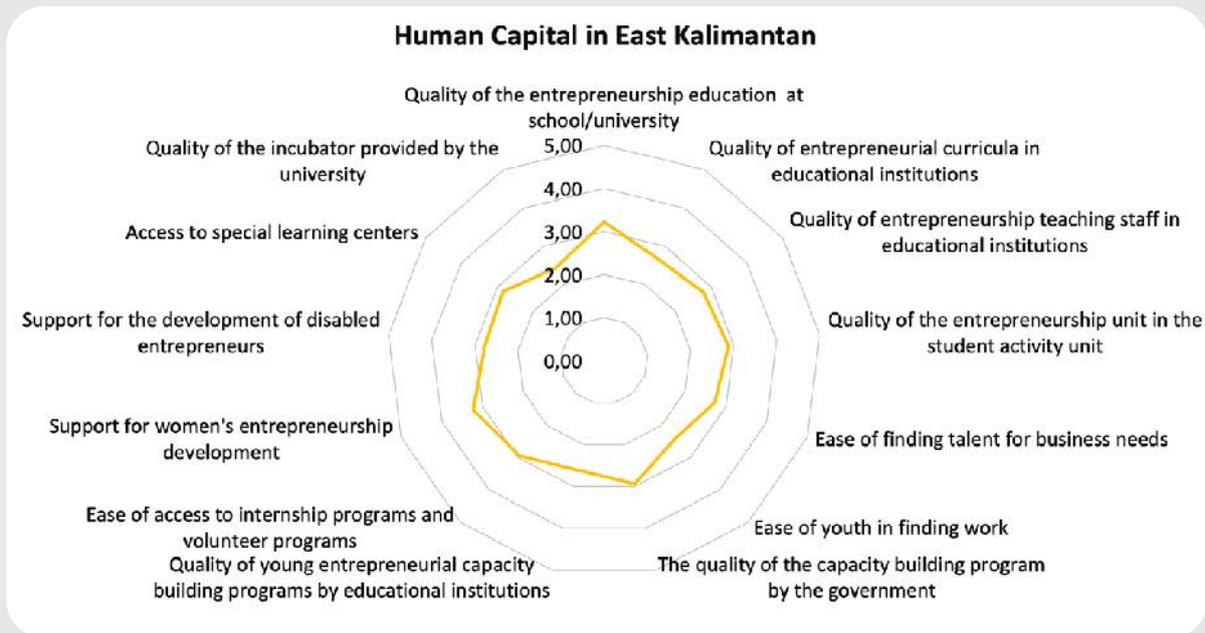 Human Capital in East Kalimantan
Quality of the entrepreneurship education at
school/university
Quality of entrepreneurial curricula in
educational institutions
Quality of entrepreneurship teaching staff in
educational institutions
Quality of the entrepreneurship unit in the
student activity unit
Ease of finding talent for business needs
Ease of youth in finding work
The quality of the capacity building program
by the government
Quality of young entrepreneurial capacity
building programs by educational institutions
Ease of access to internship programs and
volunteer programs
Support for women's entrepreneurship
development
Support for the development of disabled
entrepreneurs
Access to special learning centers
Quality of the incubator provided by the
university
5,00
4,00
3,00
2,00
1,00
0,00